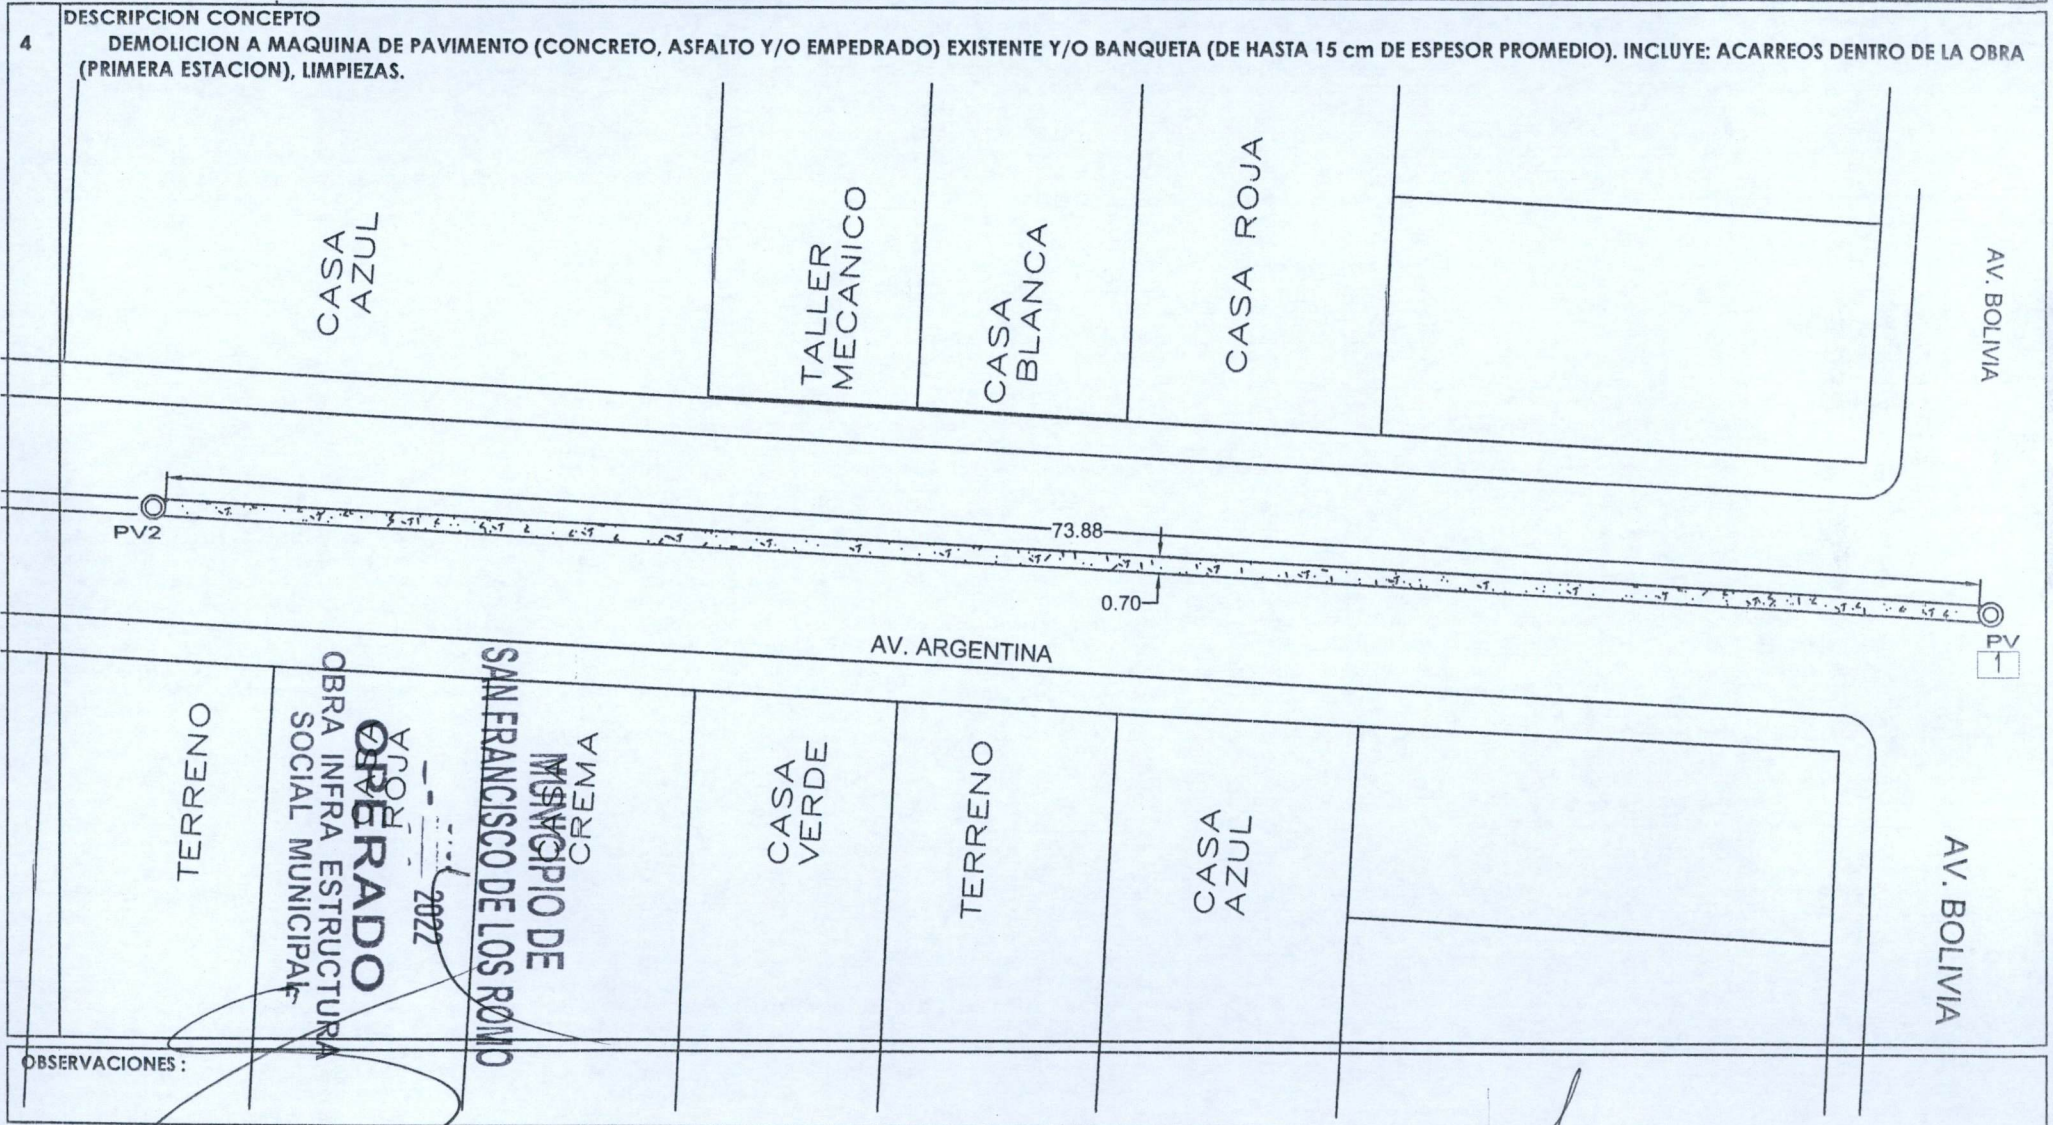 DESCRIPCION CONCEPTO
4
DEMOLICION A MAQUINA DE PAVIMENTO (CONCRETO, ASFALTO Y/O EMPEDRADO) EXISTENTE Y/O BANQUETA (DE HASTA 15 cm DE ESPESOR PROMEDIO). INCLUYE: ACARREOS DENTRO DE LA OBRA
(PRIMERA ESTACION), LIMPIEZAS.
CASA
AZUL
TALLER
MECANICO
CASA
BLANCA
CASA ROJA
AV. BOLIVIA
PV2
73.88
0.70
PV
1
AV. ARGENTINA
TERRENO
CASA
ROJA
CASA
CREMA
CASA
VERDE
TERRENO
CASA
AZUL
AV. BOLIVIA
MUNICIPIO DE
SAN FRANCISCO DE LOS ROMO
2022
OPERADO
OBRA INFRA ESTRUCTURA
SOCIAL MUNICIPAL
OBSERVACIONES :